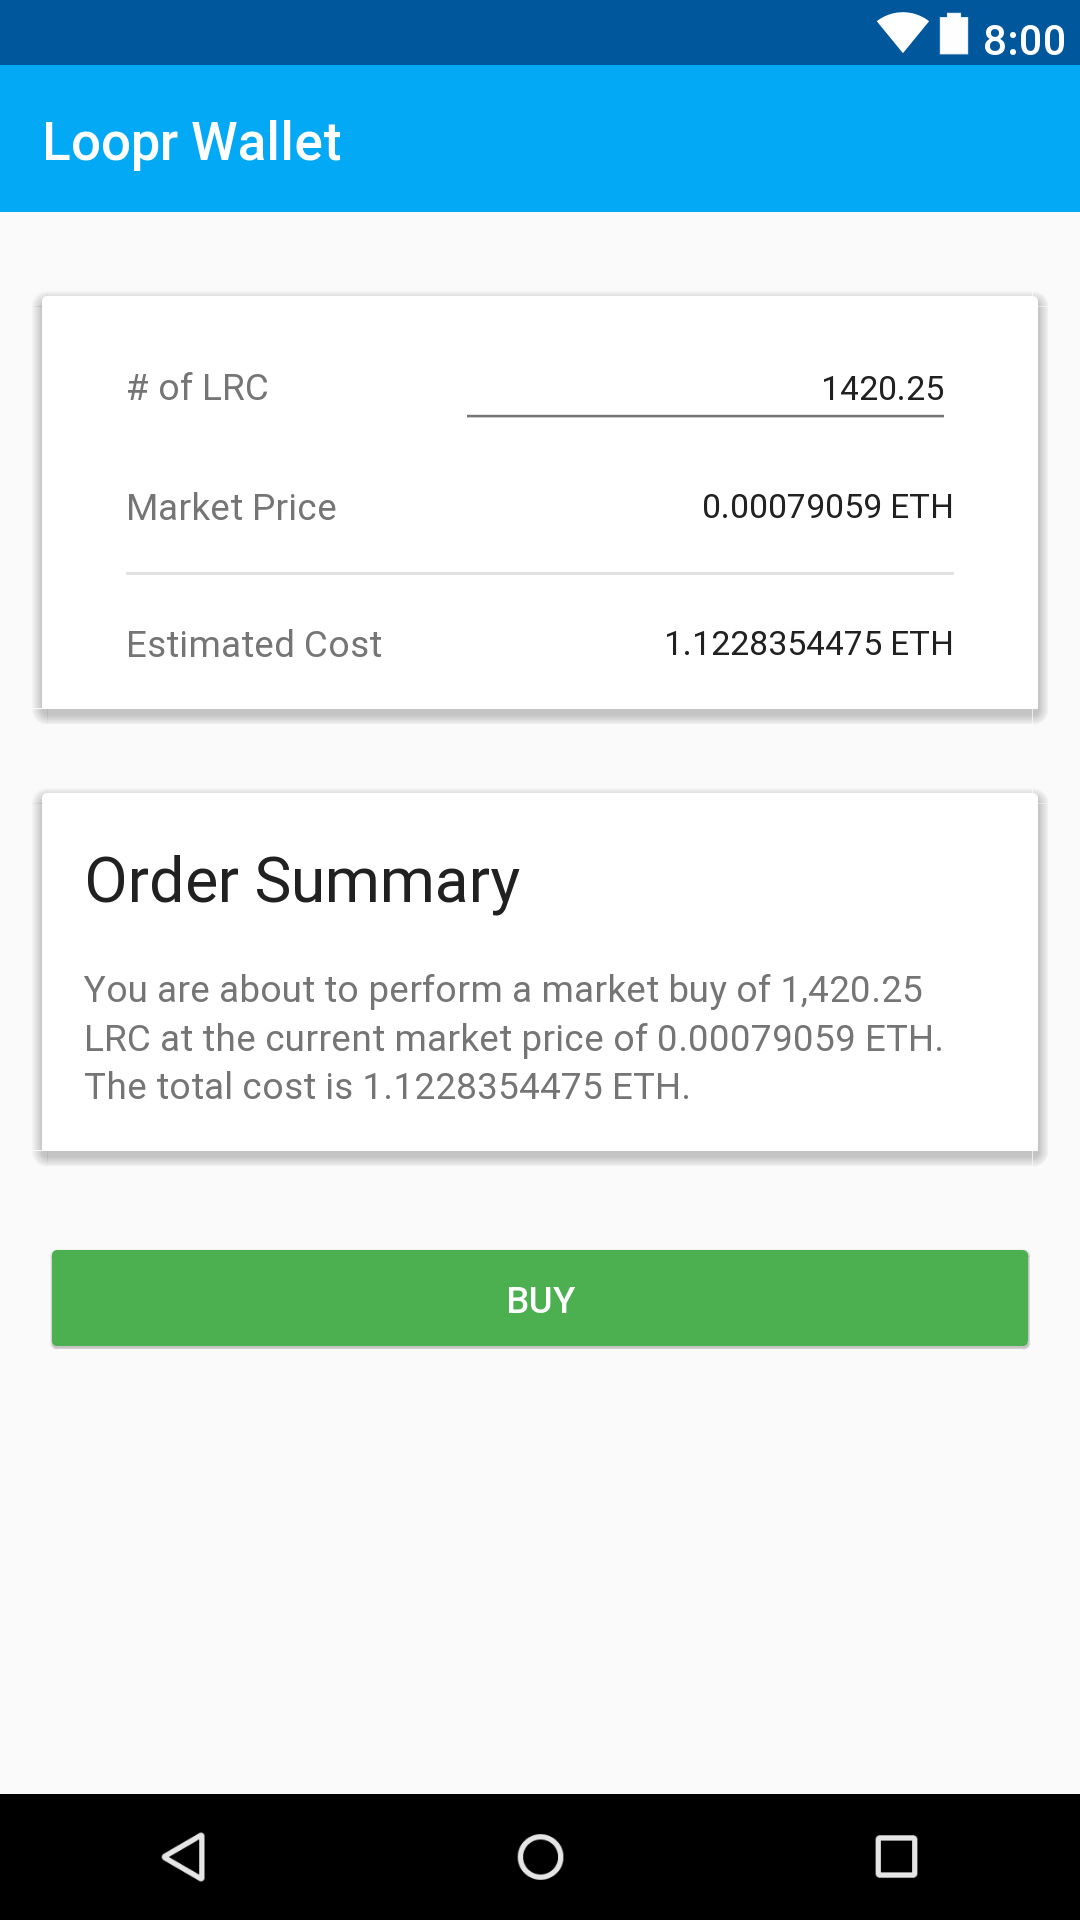 8:00
Loopr Wallet
# of LRC 1420.25
Market Price 0.00079059 ETH
Estimated Cost 1.1228354475 ETH
Order Summary
You are about to perform a market buy of 1,420.25
LRC at the current market price of 0.00079059 ETH.
The total cost is 1.1228354475 ETH.
BUY